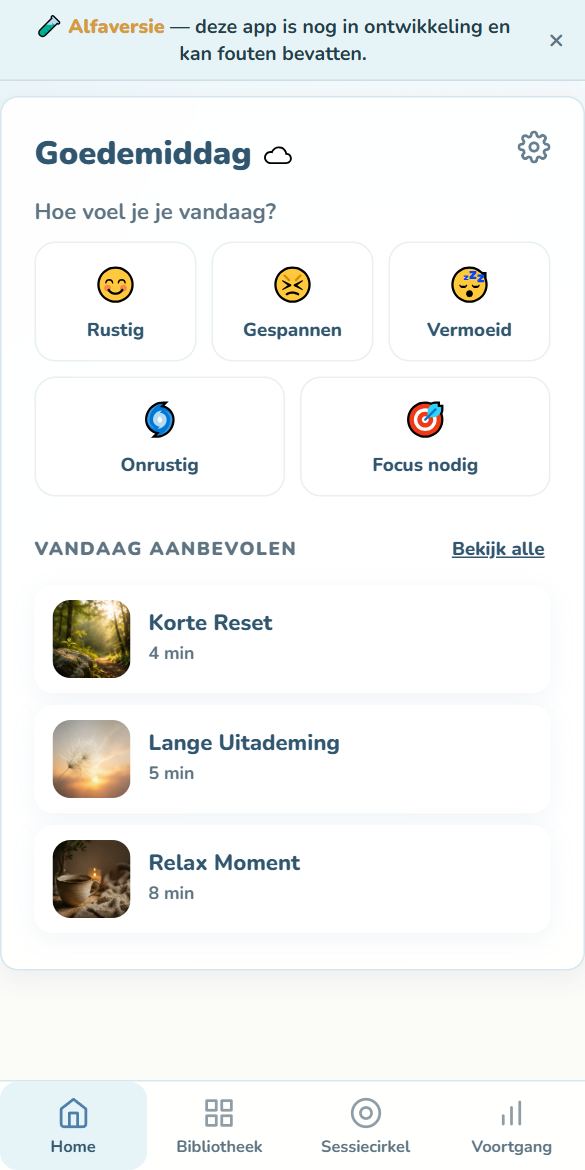 🧪 Alfaversie — deze app is nog in ontwikkeling en
kan fouten bevatten.
Goedemiddag
Hoe voel je je vandaag?
Rustig
Gespannen
Vermoeid
Onrustig
Focus nodig
VANDAAG AANBEVOLEN
Bekijk alle
Korte Reset
4 min
Lange Uitademing
5 min
Relax Moment
8 min
Home
Bibliotheek
Sessiecirkel
Voortgang